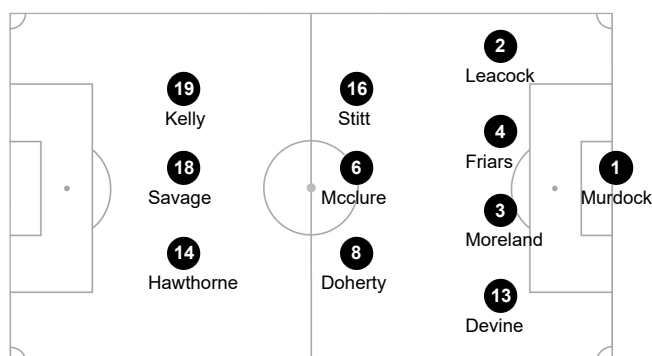 2
Leacock
19
Kelly
16
Stitt
4
Friars
18
Savage
6
Mcclure
1
Murdock
3
Moreland
14
Hawthorne
8
Doherty
13
Devine